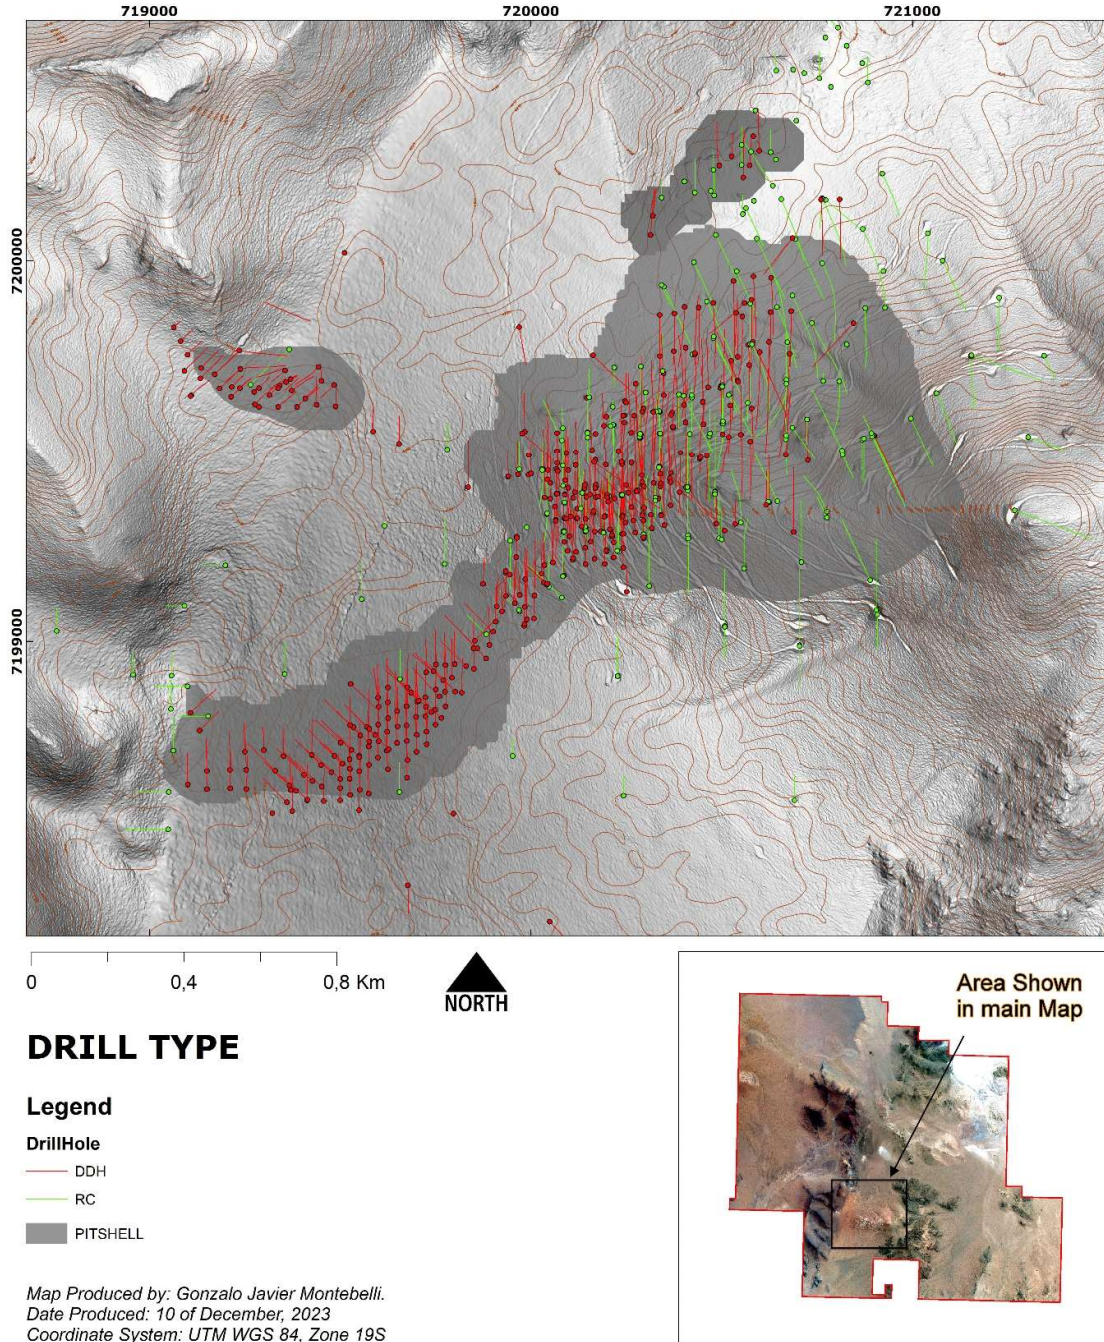 719000 720000 721000
7200000
7199000
0 0,4 0,8 Km
NORTH
Area Shown
in main Map
DRILL TYPE
Legend
DrillHole
DDH
RC
PITSHELL
Map Produced by: Gonzalo Javier Montebelli.
Date Produced: 10 of December, 2023
Coordinate System: UTM WGS 84, Zone 19S